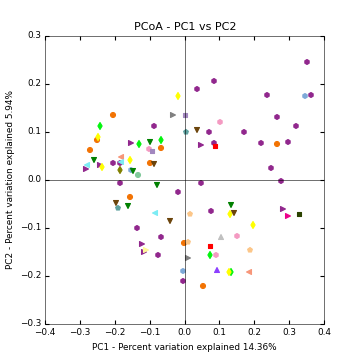 PCoA - PC1 vs PC2
0.3
0.2
0.1
0.0
−0.1
−0.2
−0.3
PC2 - Percent variation explained 5.94%
−0.4 −0.3 −0.2 −0.1 0.0 0.1 0.2 0.3 0.4
PC1 - Percent variation explained 14.36%